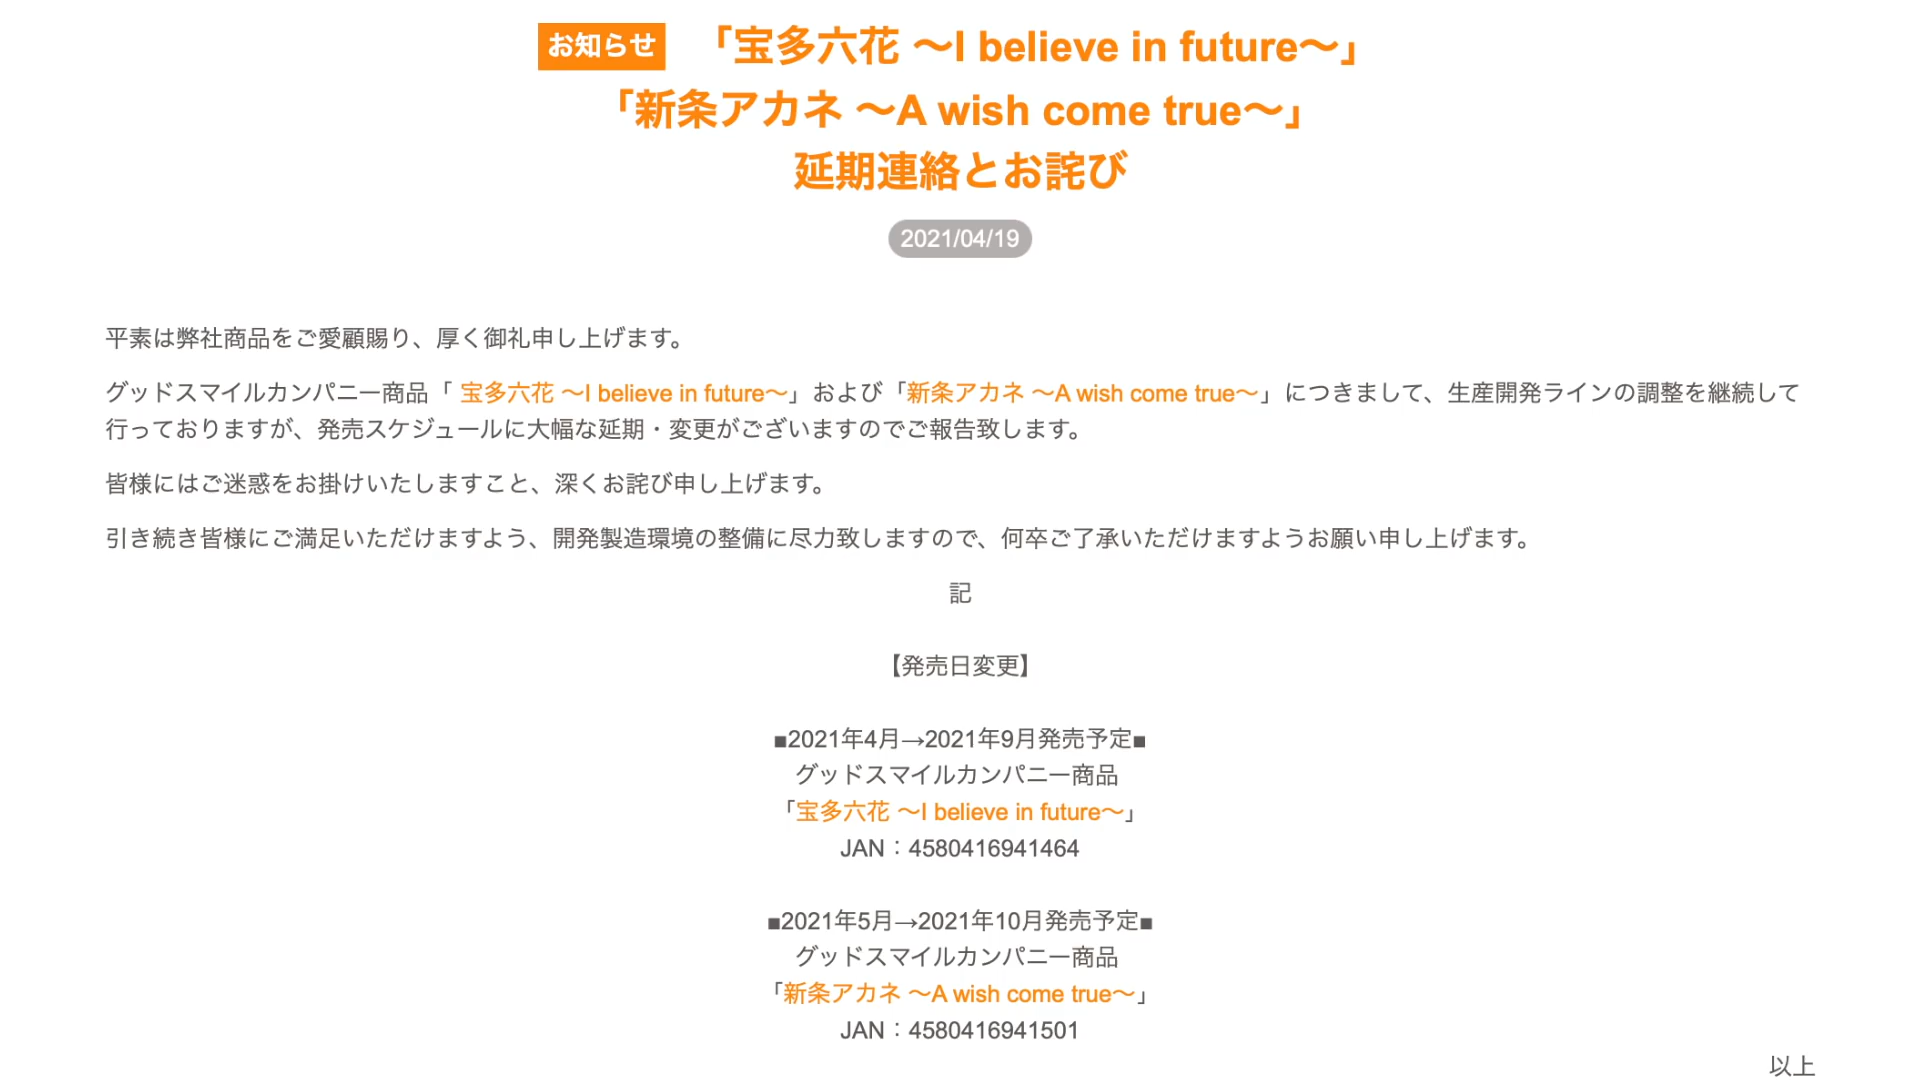 お知らせ 「宝多六花 ～I believe in future～」
「新条アカネ ～A wish come true～」
延期連絡とお詫び
2021/04/19
平素は弊社商品をご愛顧賜り、厚く御礼申し上げます。
グッドスマイルカンパニー商品「 宝多六花 ～I believe in future～」および「新条アカネ ～A wish come true～」につきまして、生産開発ラインの調整を継続して
行っておりますが、発売スケジュールに大幅な延期・変更がございますのでご報告致します。
皆様にはご迷惑をお掛けいたしますこと、深くお詫び申し上げます。
引き続き皆様にご満足いただけますよう、開発製造環境の整備に尽力致しますので、何卒ご了承いただけますようお願い申し上げます。
記
【発売日変更】
■2021年4月→2021年9月発売予定■
グッドスマイルカンパニー商品
「宝多六花 ～I believe in future～」
JAN：4580416941464
■2021年5月→2021年10月発売予定■
グッドスマイルカンパニー商品
「新条アカネ ～A wish come true～」
JAN：4580416941501
以上